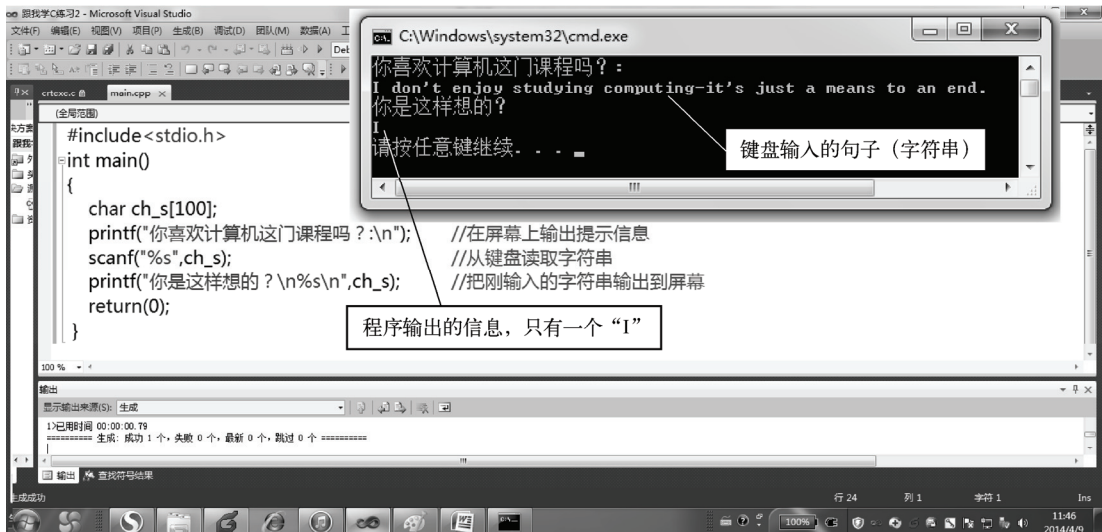 跟我学C练习2 - Microsoft Visual Studio
文件(F) 编辑(E) 视图(V) 项目(P) 生成(B) 调试(D) 团队(M) 数据(A)
C:\Windows\system32\cmd.exe
你喜欢计算机这门课程吗？:
I don't enjoy studying computing-it's just a means to an end.
你是这样想的？
I
请按任意键继续. . .
键盘输入的句子（字符串）
crtexe.c main.cpp
(全局范围)
#include<stdio.h>
int main()
{
char ch_s[100];
printf("你喜欢计算机这门课程吗？:\n"); //在屏幕上输出提示信息
scanf("%s",ch_s); //从键盘读取字符串
printf("你是这样想的？\n%s\n",ch_s); //把刚输入的字符串输出到屏幕
return(0);
}
程序输出的信息，只有一个“I”
100 %
输出
显示输出来源(S): 生成
1>已用时间 00:00:00.79
========== 生成: 成功 1 个，失败 0 个，最新 0 个，跳过 0 个 ==========
输出 查找符号结果
生成成功
行 24 列 1 字符 1 Ins
100%
11:46
2014/4/9